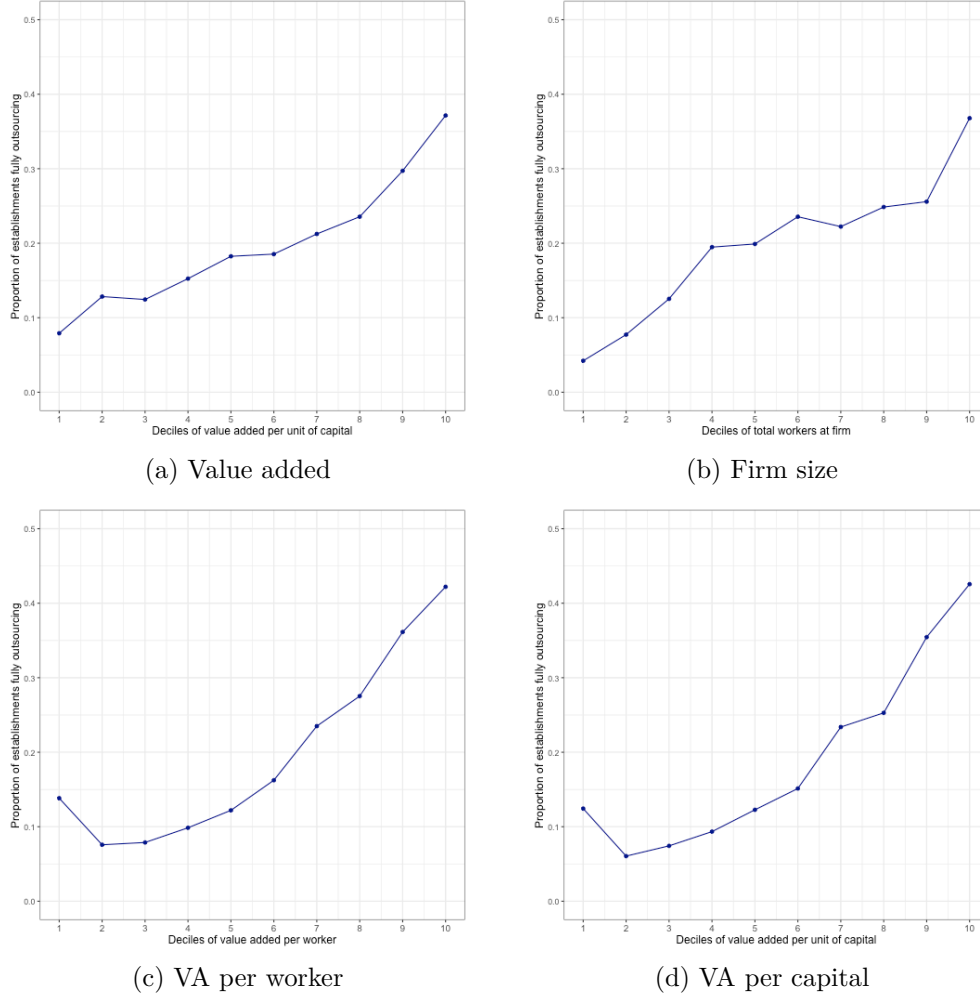 Proportion of establishments fully outsourcing
0.5
0.4
0.3
0.2
0.1
0.0
1 2 3 4 5 6 7 8 9 10
Deciles of value added per unit of capital
(a) Value added
Proportion of establishments fully outsourcing
0.5
0.4
0.3
0.2
0.1
0.0
1 2 3 4 5 6 7 8 9 10
Deciles of total workers at firm
(b) Firm size
Proportion of establishments fully outsourcing
0.5
0.4
0.3
0.2
0.1
0.0
1 2 3 4 5 6 7 8 9 10
Deciles of value added per worker
(c) VA per worker
Proportion of establishments fully outsourcing
0.5
0.4
0.3
0.2
0.1
0.0
1 2 3 4 5 6 7 8 9 10
Deciles of value added per unit of capital
(d) VA per capital